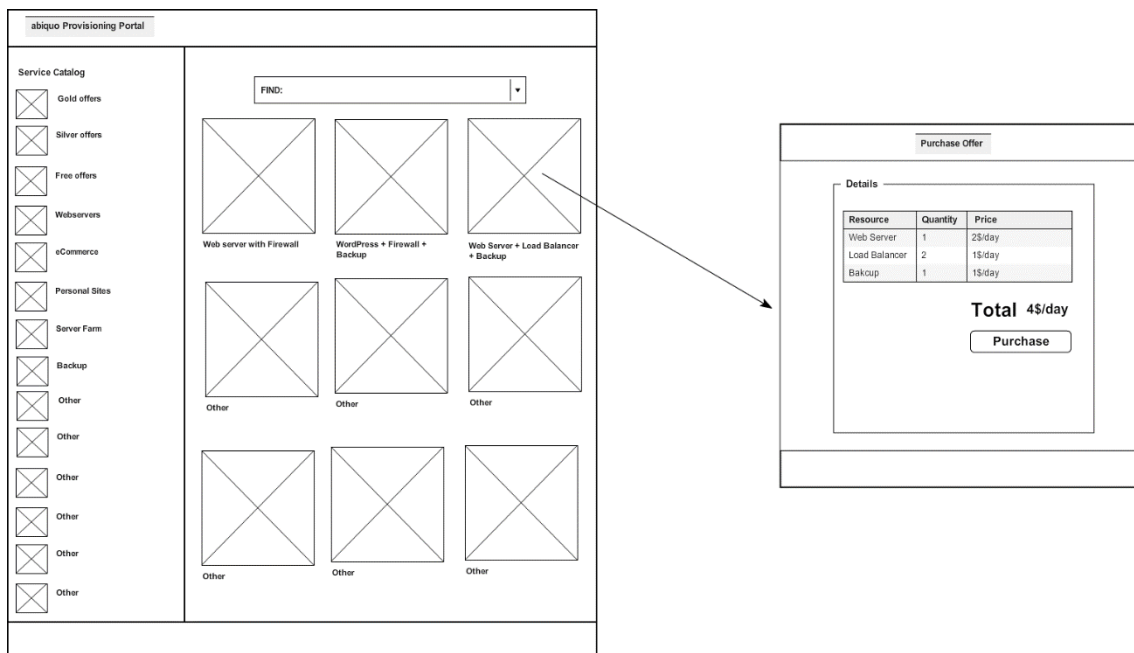 abiquo Provisioning Portal
Service Catalog
Gold offers
Silver offers
Free offers
Webservers
eCommerce
Personal Sites
Server Farm
Backup
Other
Other
Other
Other
Other
Other
FIND:
Web server with Firewall
WordPress + Firewall +
Backup
Web Server + Load Balancer
+ Backup
Other
Other
Other
Other
Other
Other
Purchase Offer
Details
Resource Quantity Price
Web Server 1 2$/day
Load Balancer 2 1$/day
Bakcup 1 1$/day
Total 4$/day
Purchase